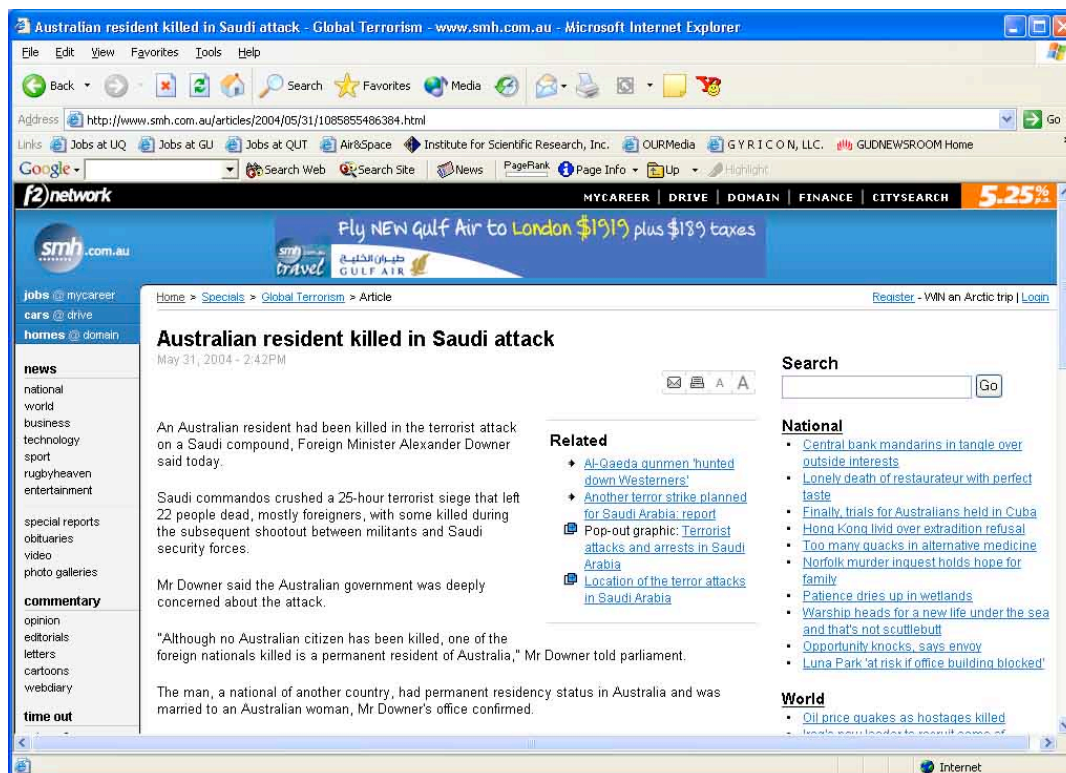 Australian resident killed in Saudi attack - Global Terrorism - www.smh.com.au - Microsoft Internet Explorer
File Edit View Favorites Tools Help
Back Search Favorites Media
Address http://www.smh.com.au/articles/2004/05/31/1085855486384.html Go
Links Jobs at UQ Jobs at GU Jobs at QUT Air&Space Institute for Scientific Research, Inc. OURMedia G Y R I C O N, LLC. GUDNEWSROOM Home
Google Search Web Search Site News PageRank Page Info Up Highlight
f2)network MYCAREER | DRIVE | DOMAIN | FINANCE | CITYSEARCH 5.25% p.a.
Fly NEW Gulf Air to London $1919 plus $189 taxes
smh.com.au
smh travel طيران الخليج
GULF AIR
jobs @ mycareer
cars @ drive
homes @ domain
Home > Specials > Global Terrorism > Article
Register - WIN an Arctic trip | Login
news
national
world
business
technology
sport
rugbyheaven
entertainment
special reports
obituaries
video
photo galleries
commentary
opinion
editorials
letters
cartoons
webdiary
time out
Australian resident killed in Saudi attack
May 31, 2004 - 2:42PM
A A
An Australian resident had been killed in the terrorist attack
on a Saudi compound, Foreign Minister Alexander Downer
said today.
Saudi commandos crushed a 25-hour terrorist siege that left
22 people dead, mostly foreigners, with some killed during
the subsequent shootout between militants and Saudi
security forces.
Mr Downer said the Australian government was deeply
concerned about the attack.
"Although no Australian citizen has been killed, one of the
foreign nationals killed is a permanent resident of Australia," Mr Downer told parliament.
The man, a national of another country, had permanent residency status in Australia and was
married to an Australian woman, Mr Downer's office confirmed.
Related
Al-Qaeda gunmen 'hunted
down Westerners'
Another terror strike planned
for Saudi Arabia: report
Pop-out graphic: Terrorist
attacks and arrests in Saudi
Arabia
Location of the terror attacks
in Saudi Arabia
Search
Go
National
Central bank mandarins in tangle over
outside interests
Lonely death of restaurateur with perfect
taste
Finally, trials for Australians held in Cuba
Hong Kong livid over extradition refusal
Too many quacks in alternative medicine
Norfolk murder inquest holds hope for
family
Patience dries up in wetlands
Warship heads for a new life under the sea
and that's not scuttlebutt
Opportunity knocks, says envoy
Luna Park 'at risk if office building blocked'
World
Oil price quakes as hostages killed
Iraq's new leader to recruit some of
Internet